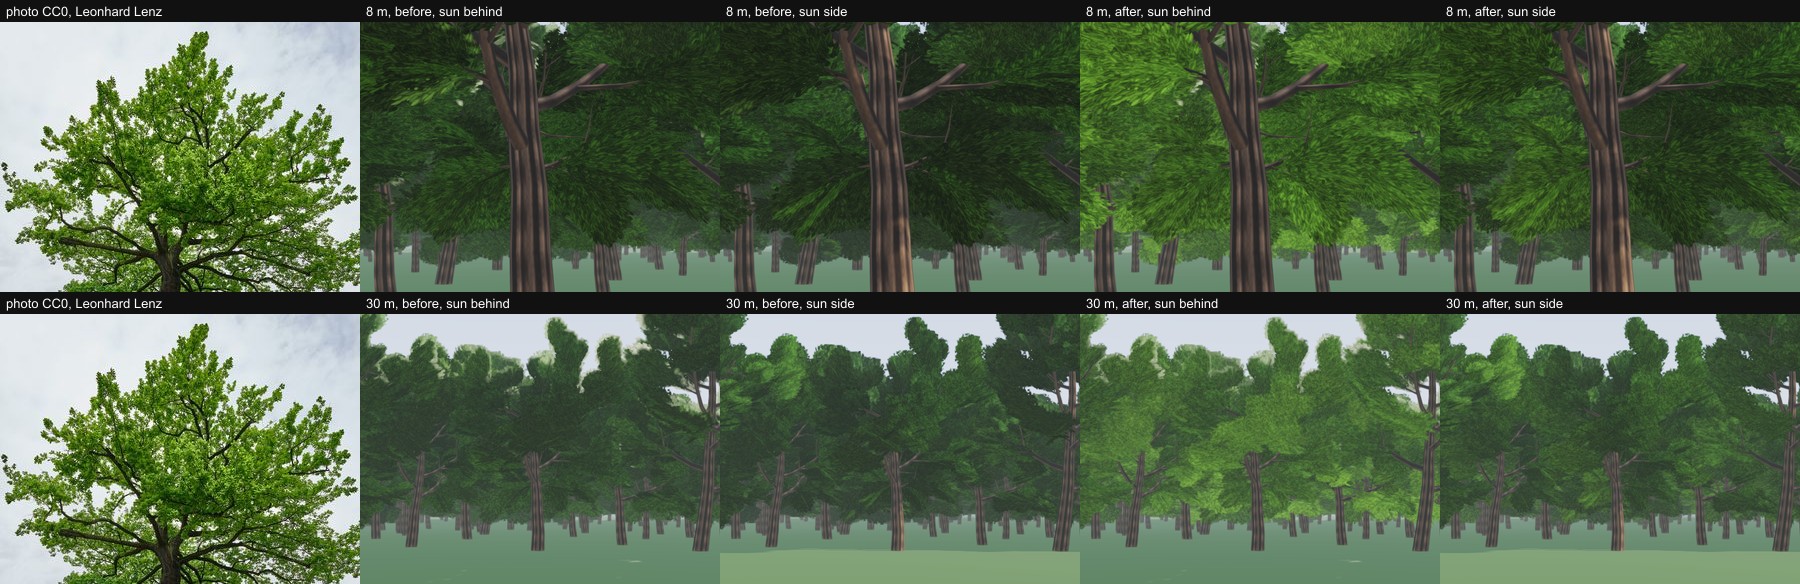 photo CC0, Leonhard Lenz
8 m, before, sun behind
8 m, before, sun side
8 m, after, sun behind
8 m, after, sun side
photo CC0, Leonhard Lenz
30 m, before, sun behind
30 m, before, sun side
30 m, after, sun behind
30 m, after, sun side